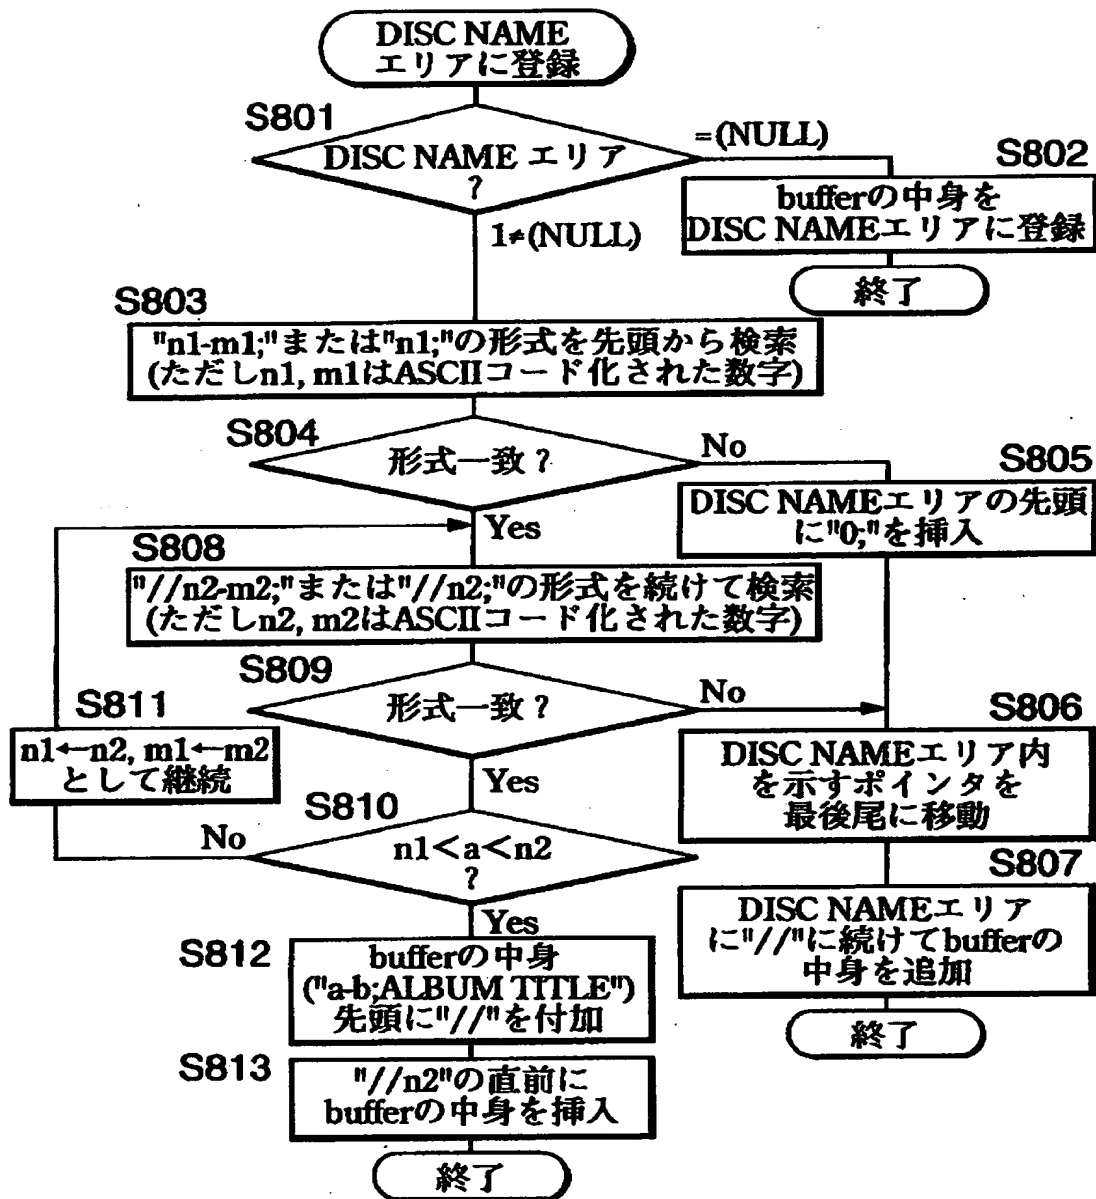 DISC NAME
エリアに登録
S801
DISC NAME エリア
?
=(NULL)
S802
bufferの中身を
DISC NAMEエリアに登録
終了
1≠(NULL)
S803
"n1-m1;"または"n1;"の形式を先頭から検索
(ただしn1, m1はASCIIコード化された数字)
S804
形式一致?
No
S805
DISC NAMEエリアの先頭
に"0;"を挿入
Yes
S808
"//n2-m2;"または"//n2;"の形式を続けて検索
(ただしn2, m2はASCIIコード化された数字)
S809
形式一致?
No
S811
n1←n2, m1←m2
として継続
S806
DISC NAMEエリア内
を示すポインタを
最後尾に移動
Yes
S810
n1<a<n2
?
No
S807
DISC NAMEエリア
に"//"に続けてbufferの
中身を追加
終了
Yes
S812
bufferの中身
("a-b;ALBUM TITLE")
先頭に"//"を付加
S813
"//n2"の直前に
bufferの中身を挿入
終了